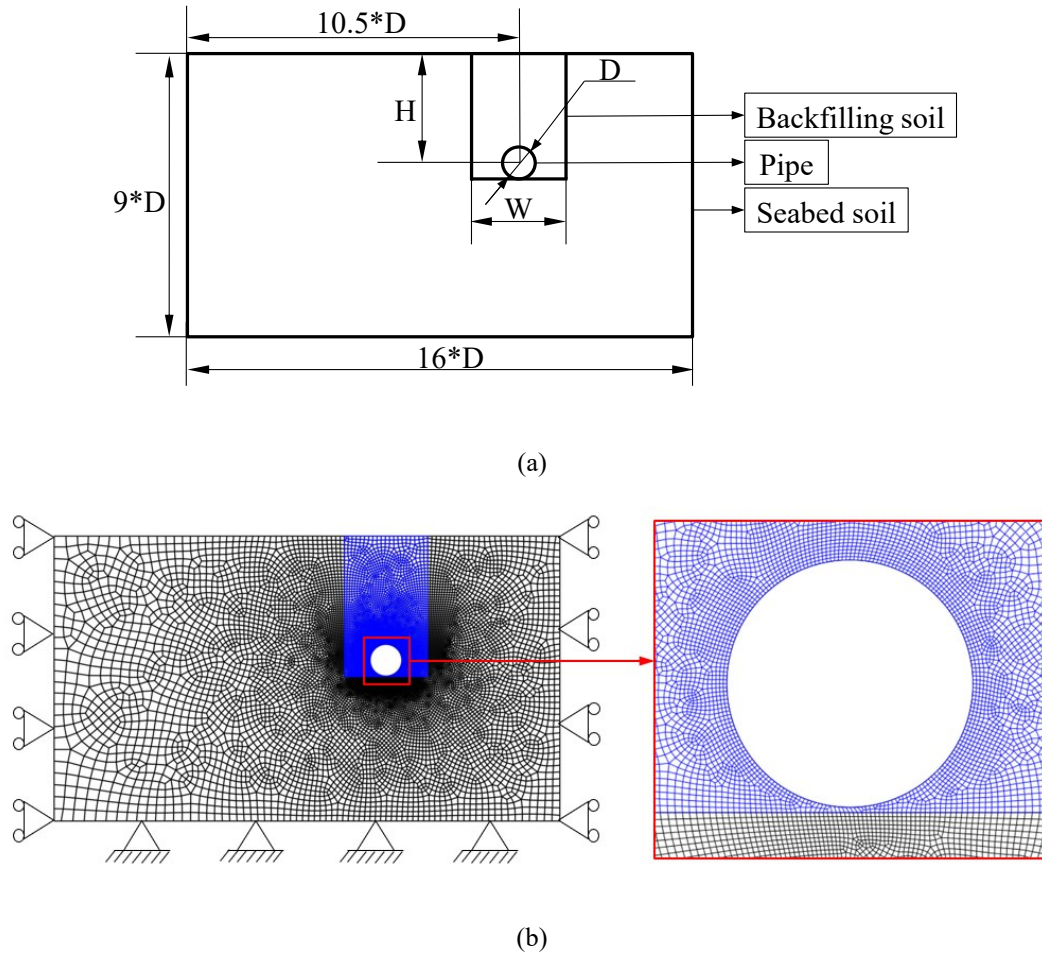 10.5*D
D
H
Backfilling soil
Pipe
9*D
W
Seabed soil
16*D
(a)
(b)